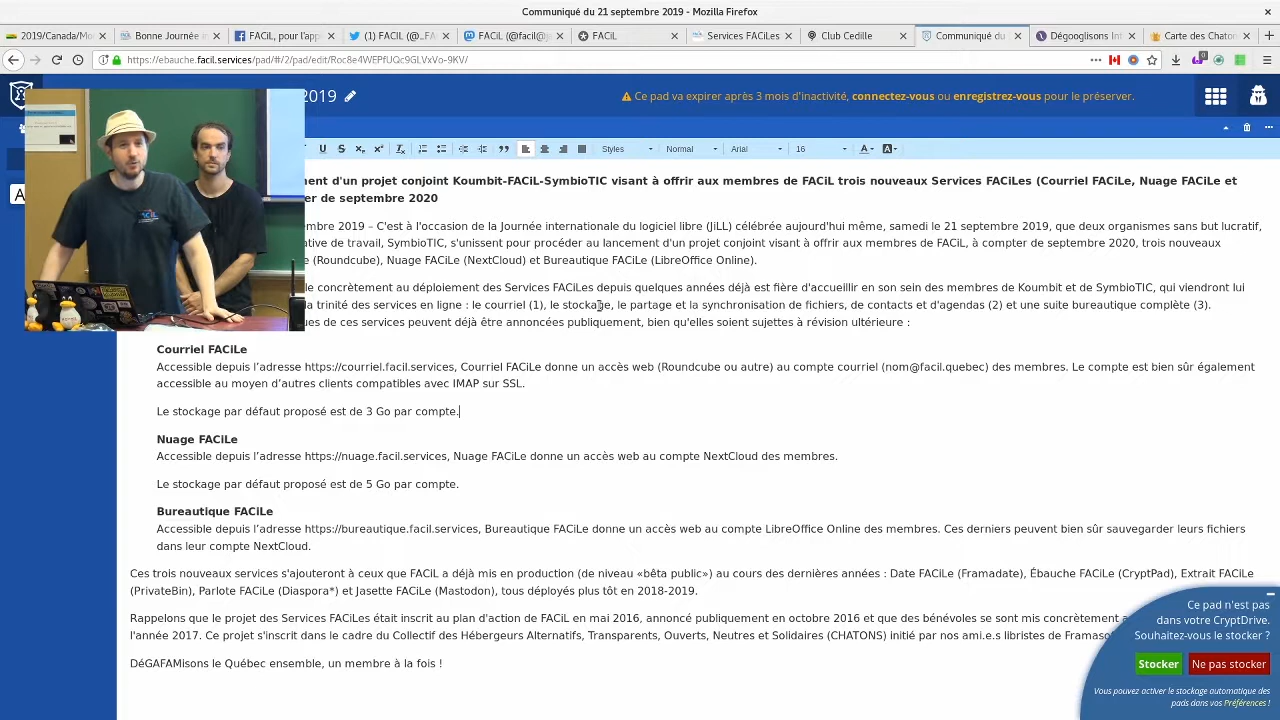 Communiqué du 21 septembre 2019 - Mozilla Firefox
2019/Canada/Mo
Bonne Journée i
FACiL, pour l'app
(1) FACIL (@_FA
FACiL (@facil@
FACiL
Services FACiLes
Club Cedille
Communiqué du
Dégooglisons Int
Carte des Chaton
https://ebauche.facil.services/pad/#/2/pad/edit/Roc8e4WEPfUQc9GLVxVo-9KV/
2019
Ce pad va expirer après 3 mois d'inactivité, connectez-vous ou enregistrez-vous pour le préserver.
Styles Normal Arial 16
ment d'un projet conjoint Koumbit-FACiL-SymbioTIC visant à offrir aux membres de FACiL trois nouveaux Services FACiLes (Courriel FACiLe, Nuage FACiLe et
er de septembre 2020
embre 2019 – C'est à l'occasion de la Journée internationale du logiciel libre (JiLL) célébrée aujourd'hui même, samedi le 21 septembre 2019, que deux organismes sans but lucratif,
ative de travail, SymbioTIC, s'unissent pour procéder au lancement d'un projet conjoint visant à offrir aux membres de FACiL, à compter de septembre 2020, trois nouveaux
e (Roundcube), Nuage FACiLe (NextCloud) et Bureautique FACiLe (LibreOffice Online).
le concrètement au déploiement des Services FACiLes depuis quelques années déjà est fière d'accueillir en son sein des membres de Koumbit et de SymbioTIC, qui viendront lui
a trinité des services en ligne : le courriel (1), le stockage, le partage et la synchronisation de fichiers, de contacts et d'agendas (2) et une suite bureautique complète (3).
ques de ces services peuvent déjà être annoncées publiquement, bien qu'elles soient sujettes à révision ultérieure :
Courriel FACiLe
Accessible depuis l’adresse https://courriel.facil.services, Courriel FACiLe donne un accès web (Roundcube ou autre) au compte courriel (nom@facil.quebec) des membres. Le compte est bien sûr également
accessible au moyen d’autres clients compatibles avec IMAP sur SSL.
Le stockage par défaut proposé est de 3 Go par compte.
Nuage FACiLe
Accessible depuis l’adresse https://nuage.facil.services, Nuage FACiLe donne un accès web au compte NextCloud des membres.
Le stockage par défaut proposé est de 5 Go par compte.
Bureautique FACiLe
Accessible depuis l’adresse https://bureautique.facil.services, Bureautique FACiLe donne un accès web au compte LibreOffice Online des membres. Ces derniers peuvent bien sûr sauvegarder leurs fichiers
dans leur compte NextCloud.
Ces trois nouveaux services s'ajouteront à ceux que FACiL a déjà mis en production (de niveau «bêta public») au cours des dernières années : Date FACiLe (Framadate), Ébauche FACiLe (CryptPad), Extrait FACiLe
(PrivateBin), Parlote FACiLe (Diaspora*) et Jasette FACiLe (Mastodon), tous déployés plus tôt en 2018-2019.
Rappelons que le projet des Services FACiLes était inscrit au plan d'action de FACiL en mai 2016, annoncé publiquement en octobre 2016 et que des bénévoles se sont mis concrètement a
l'année 2017. Ce projet s'inscrit dans le cadre du Collectif des Hébergeurs Alternatifs, Transparents, Ouverts, Neutres et Solidaires (CHATONS) initié par nos ami.e.s libristes de Framaso
DéGAFAMisons le Québec ensemble, un membre à la fois !
Ce pad n'est pas
dans votre CryptDrive.
Souhaitez-vous le stocker ?
Stocker Ne pas stocker
Vous pouvez activer le stockage automatique des
pads dans vos Préférences !